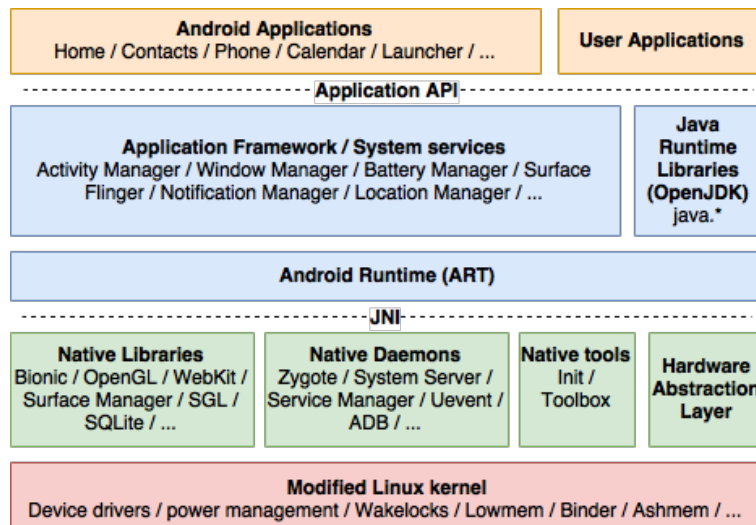 Android Applications
Home / Contacts / Phone / Calendar / Launcher / ...
User Applications
Application API
Application Framework / System services
Activity Manager / Window Manager / Battery Manager / Surface
Flinger / Notification Manager / Location Manager / ...
Java
Runtime
Libraries
(OpenJDK)
java.*
Android Runtime (ART)
JNI
Native Libraries
Bionic / OpenGL / WebKit /
Surface Manager / SGL /
SQLite / ...
Native Daemons
Zygote / System Server /
Service Manager / Uevent /
ADB / ...
Native tools
Init /
Toolbox
Hardware
Abstraction
Layer
Modified Linux kernel
Device drivers / power management / Wakelocks / Lowmem / Binder / Ashmem / ...